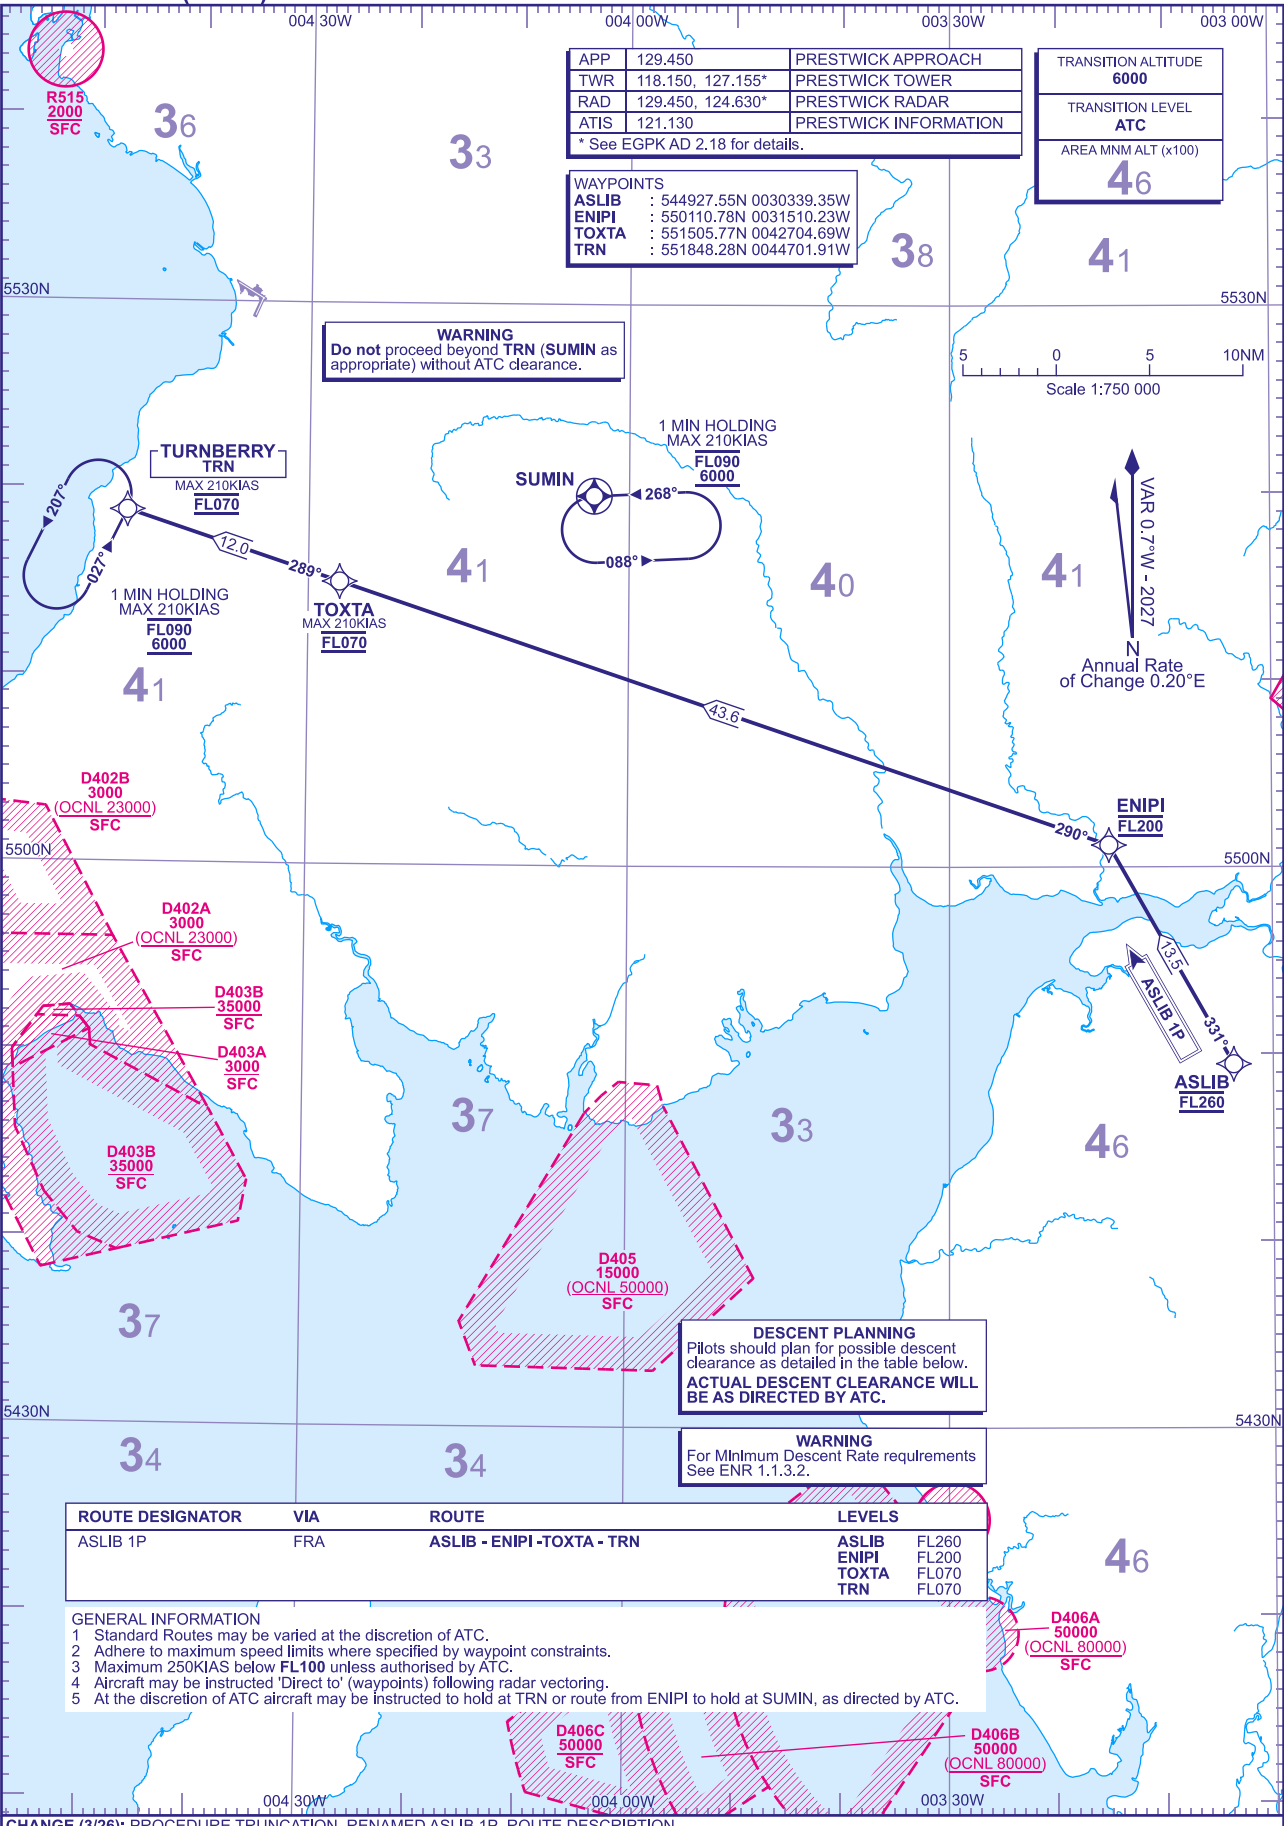 004 30W
004 00W
003 30W
003 00W
R515
2000
SFC
36
33
APP 129.450 PRESTWICK APPROACH
TWR 118.150, 127.155* PRESTWICK TOWER
RAD 129.450, 124.630* PRESTWICK RADAR
ATIS 121.130 PRESTWICK INFORMATION
* See EGPK AD 2.18 for details.
TRANSITION ALTITUDE
6000
TRANSITION LEVEL
ATC
AREA MNM ALT (x100)
46
WAYPOINTS
ASLIB : 544927.55N 0030339.35W
ENIPI : 550110.78N 0031510.23W
TOXTA : 551505.77N 0042704.69W
TRN : 551848.28N 0044701.91W
38
41
5530N
5530N
WARNING
Do not proceed beyond TRN (SUMIN as
appropriate) without ATC clearance.
5 0 5 10NM
Scale 1:750 000
TURNBERRY
TRN
MAX 210KIAS
FL070
207°
027°
1 MIN HOLDING
MAX 210KIAS
FL090
6000
12.0
289°
TOXTA
MAX 210KIAS
FL070
SUMIN
1 MIN HOLDING
MAX 210KIAS
FL090
6000
268°
088°
41
40
41
VAR 0.7°W - 2027
N
Annual Rate
of Change 0.20°E
41
43.6
290°
ENIPI
FL200
D402B
3000
(OCNL 23000)
SFC
5500N
5500N
D402A
3000
(OCNL 23000)
SFC
13.5
ASLIB 1P
331°
ASLIB
FL260
D403B
35000
SFC
D403A
3000
SFC
37
33
46
D403B
35000
SFC
D405
15000
(OCNL 50000)
SFC
37
DESCENT PLANNING
Pilots should plan for possible descent
clearance as detailed in the table below.
ACTUAL DESCENT CLEARANCE WILL
BE AS DIRECTED BY ATC.
5430N
5430N
34
34
WARNING
For Minimum Descent Rate requirements
See ENR 1.1.3.2.
ROUTE DESIGNATOR VIA ROUTE LEVELS
ASLIB 1P FRA ASLIB - ENIPI -TOXTA - TRN ASLIB FL260
ENIPI FL200
TOXTA FL070
TRN FL070
46
GENERAL INFORMATION
1 Standard Routes may be varied at the discretion of ATC.
2 Adhere to maximum speed limits where specified by waypoint constraints.
3 Maximum 250KIAS below FL100 unless authorised by ATC.
4 Aircraft may be instructed 'Direct to' (waypoints) following radar vectoring.
5 At the discretion of ATC aircraft may be instructed to hold at TRN or route from ENIPI to hold at SUMIN, as directed by ATC.
D406A
50000
(OCNL 80000)
SFC
D406C
50000
SFC
D406B
50000
(OCNL 80000)
SFC
004 30W
004 00W
003 30W
CHANGE (3/26): PROCEDURE TRUNCATION. RENAMED ASLIB 1P. ROUTE DESCRIPTION.